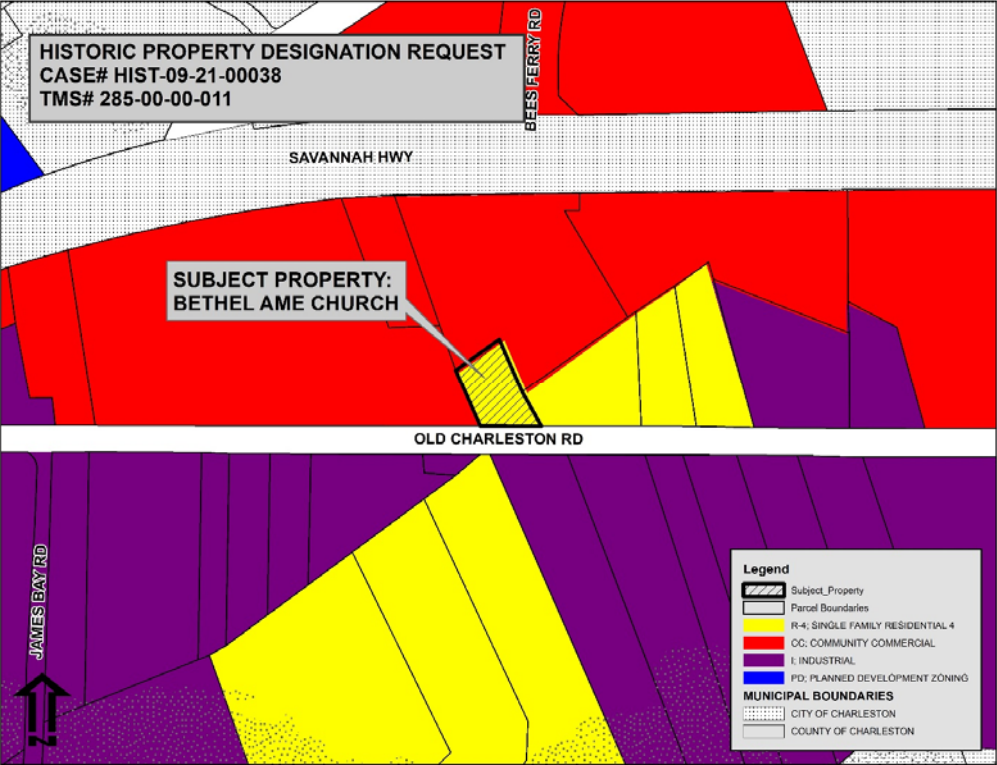 HISTORIC PROPERTY DESIGNATION REQUEST
CASE# HIST-09-21-00038
TMS# 285-00-00-011
BEES FERRY RD
SAVANNAH HWY
SUBJECT PROPERTY:
BETHEL AME CHURCH
OLD CHARLESTON RD
JAMES BAY RD
N
Legend
Subject_Property
Parcel Boundaries
R-4; SINGLE FAMILY RESIDENTIAL 4
CC; COMMUNITY COMMERCIAL
I; INDUSTRIAL
PD; PLANNED DEVELOPMENT ZONING
MUNICIPAL BOUNDARIES
CITY OF CHARLESTON
COUNTY OF CHARLESTON